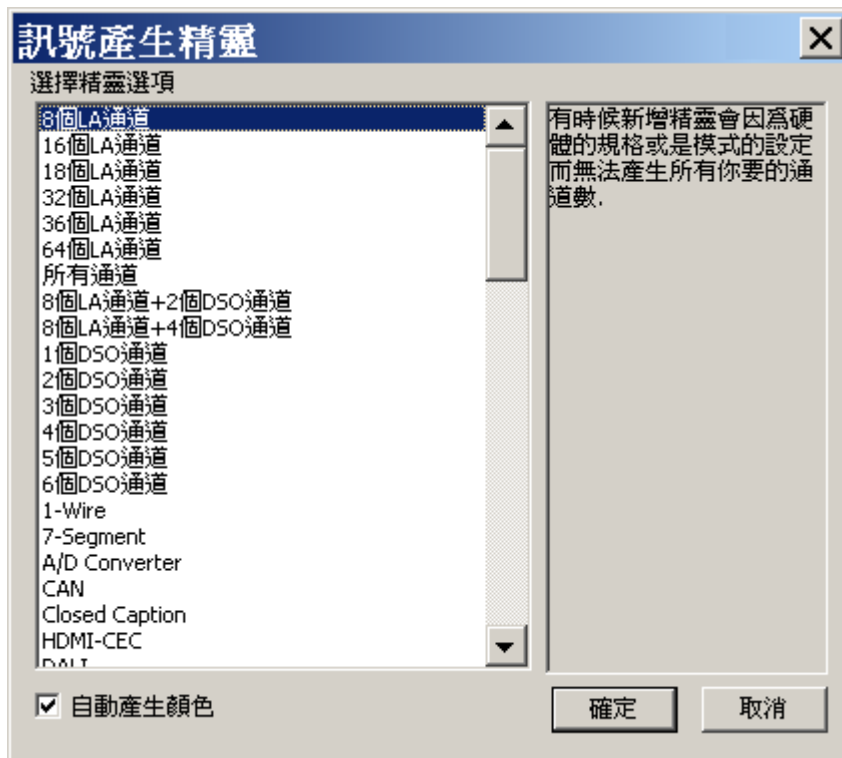 訊號產生精靈
選擇精靈選項
8個LA通道
16個LA通道
18個LA通道
32個LA通道
36個LA通道
64個LA通道
所有通道
8個LA通道+2個DSO通道
8個LA通道+4個DSO通道
1個DSO通道
2個DSO通道
3個DSO通道
4個DSO通道
5個DSO通道
6個DSO通道
1-Wire
7-Segment
A/D Converter
CAN
Closed Caption
HDMI-CEC
DALI
有時候新增精靈會因為硬
體的規格或是模式的設定
而無法產生所有你要的通
道數.
自動產生顏色
確定
取消